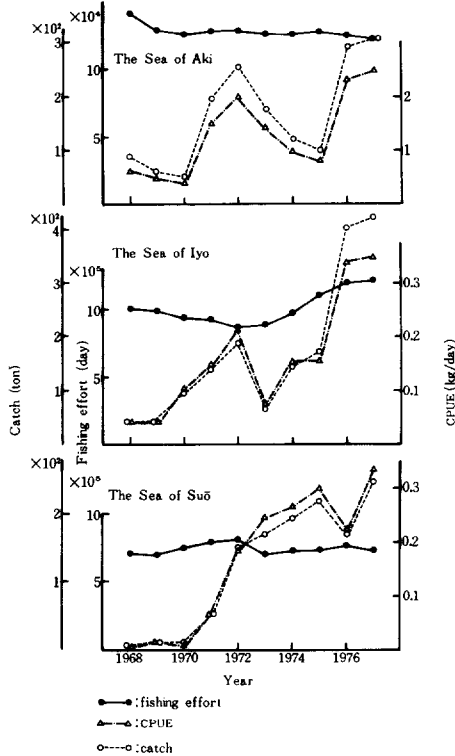 ×10²
×10⁴
3
The Sea of Aki
10
2
2
5
1
1
×10²
4
The Sea of Iyo
×10⁵
3
10
0.3
2
0.2
5
1
0.1
Catch (ton)
Fishing effort (day)
CPUE (kg/day)
×10²
×10⁵
The Sea of Suō
0.3
2
10
0.2
1
5
0.1
1968 1970 1972 1974 1976
Year
:fishing effort
:CPUE
:catch